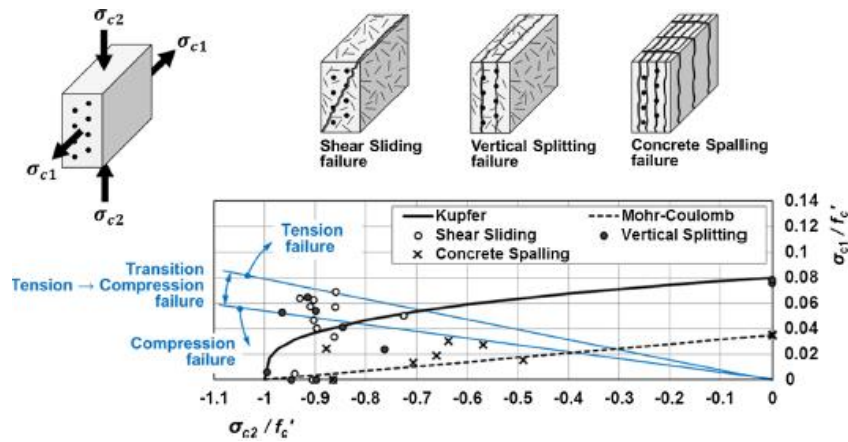 σc2
σc1
σc1
σc2
Shear Sliding
failure
Vertical Splitting
failure
Concrete Spalling
failure
Kupfer
Mohr-Coulomb
Shear Sliding
Vertical Splitting
Concrete Spalling
Tension
failure
Transition
Tension → Compression
failure
Compression
failure
0.14
0.12
0.1
0.08
0.06
0.04
0.02
0
σc1 / fc'
-1.1 -1 -0.9 -0.8 -0.7 -0.6 -0.5 -0.4 -0.3 -0.2 -0.1 0
σc2 / fc'